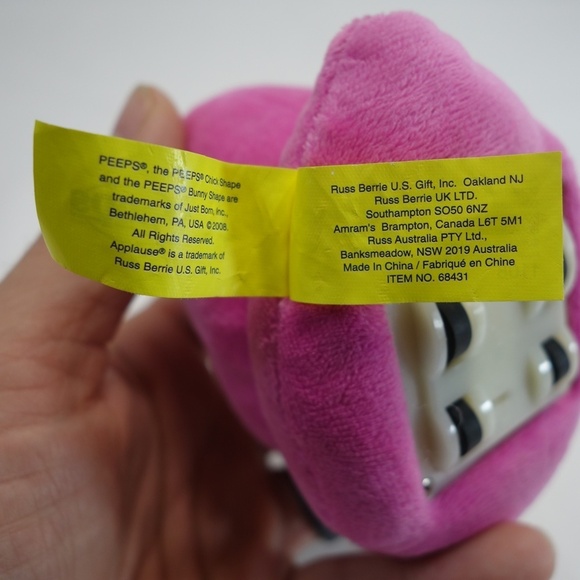 PEEPS®, the PEEPS® Chick Shape
and the PEEPS® Bunny Shape are
trademarks of Just Born, Inc.,
Bethlehem, PA, USA ©2008.
All Rights Reserved.
Applause® is a trademark of
Russ Berrie U.S. Gift, Inc.
Russ Berrie U.S. Gift, Inc. Oakland NJ
Russ Berrie UK LTD.
Southampton SO50 6NZ
Amram's Brampton, Canada L6T 5M1
Russ Australia PTY Ltd.,
Banksmeadow, NSW 2019 Australia
Made In China / Fabriqué en Chine
ITEM NO. 68431